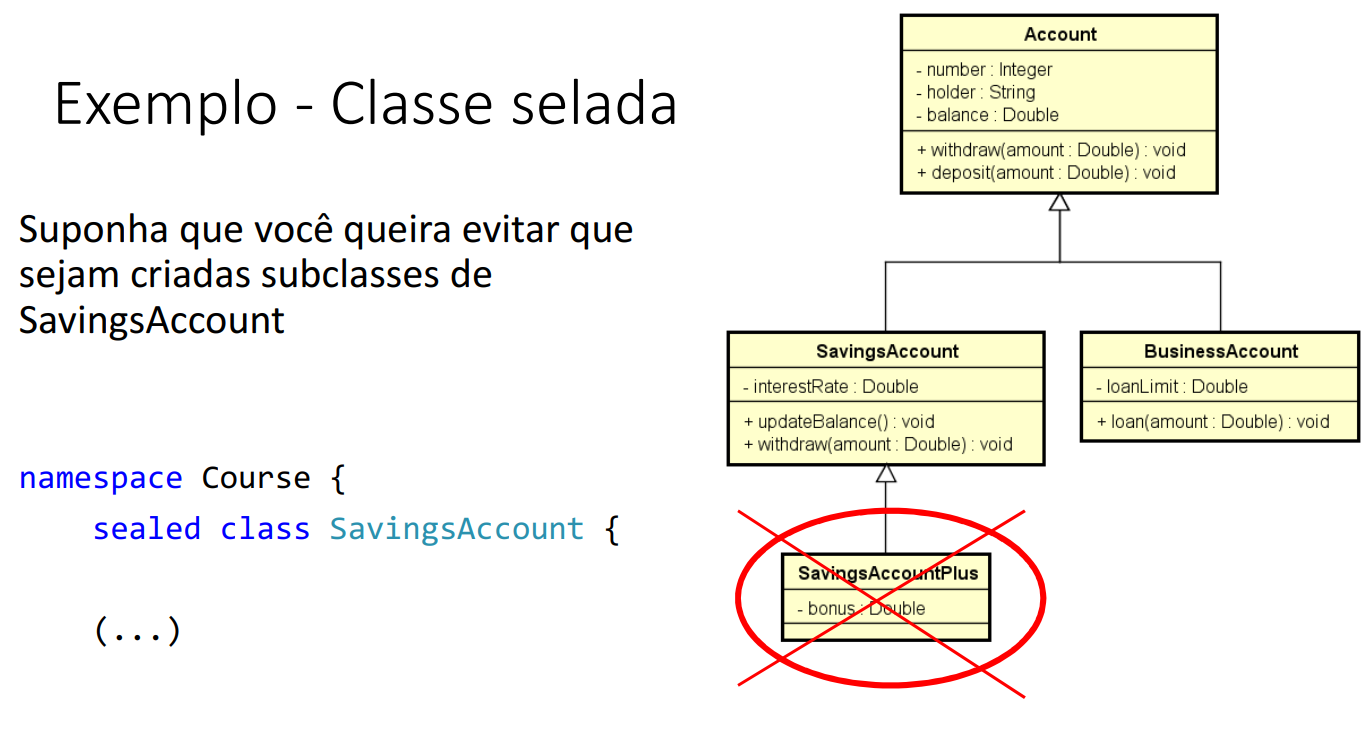 Exemplo - Classe selada
Suponha que você queira evitar que
sejam criadas subclasses de
SavingsAccount
namespace Course {
sealed class SavingsAccount {
(...)
Account
- number : Integer
- holder : String
- balance : Double
+ withdraw(amount : Double) : void
+ deposit(amount : Double) : void
SavingsAccount
- interestRate : Double
+ updateBalance() : void
+ withdraw(amount : Double) : void
BusinessAccount
- loanLimit : Double
+ loan(amount : Double) : void
SavingsAccountPlus
- bonus : Double